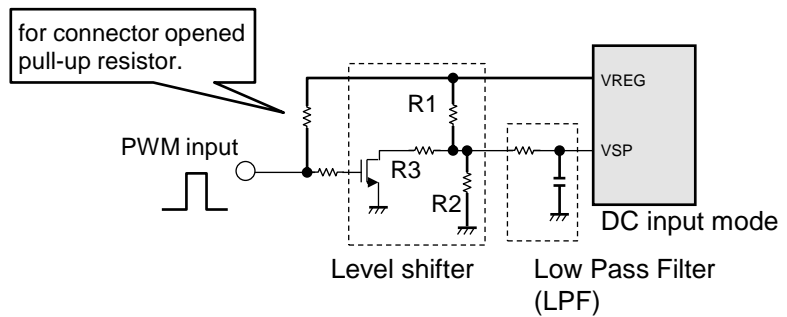 for connector opened
pull-up resistor.
VREG
R1
PWM input
VSP
R3
R2
DC input mode
Level shifter
Low Pass Filter
(LPF)